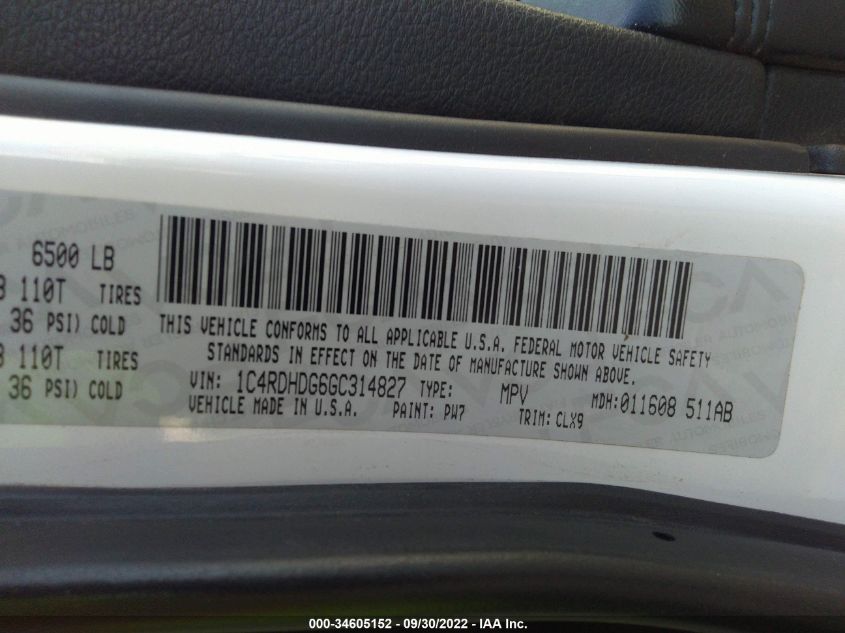 6500 LB
110T TIRES
36 PSI) COLD
110T TIRES
36 PSI) COLD
THIS VEHICLE CONFORMS TO ALL APPLICABLE U.S.A. FEDERAL MOTOR VEHICLE SAFETY
STANDARDS IN EFFECT ON THE DATE OF MANUFACTURE SHOWN ABOVE.
VIN: 1C4RDHDG6GC314827 TYPE: MPV MDH:011608 511AB
VEHICLE MADE IN U.S.A. PAINT: PW7 TRIM: CLX9
000-34605152 - 09/30/2022 - IAA Inc.